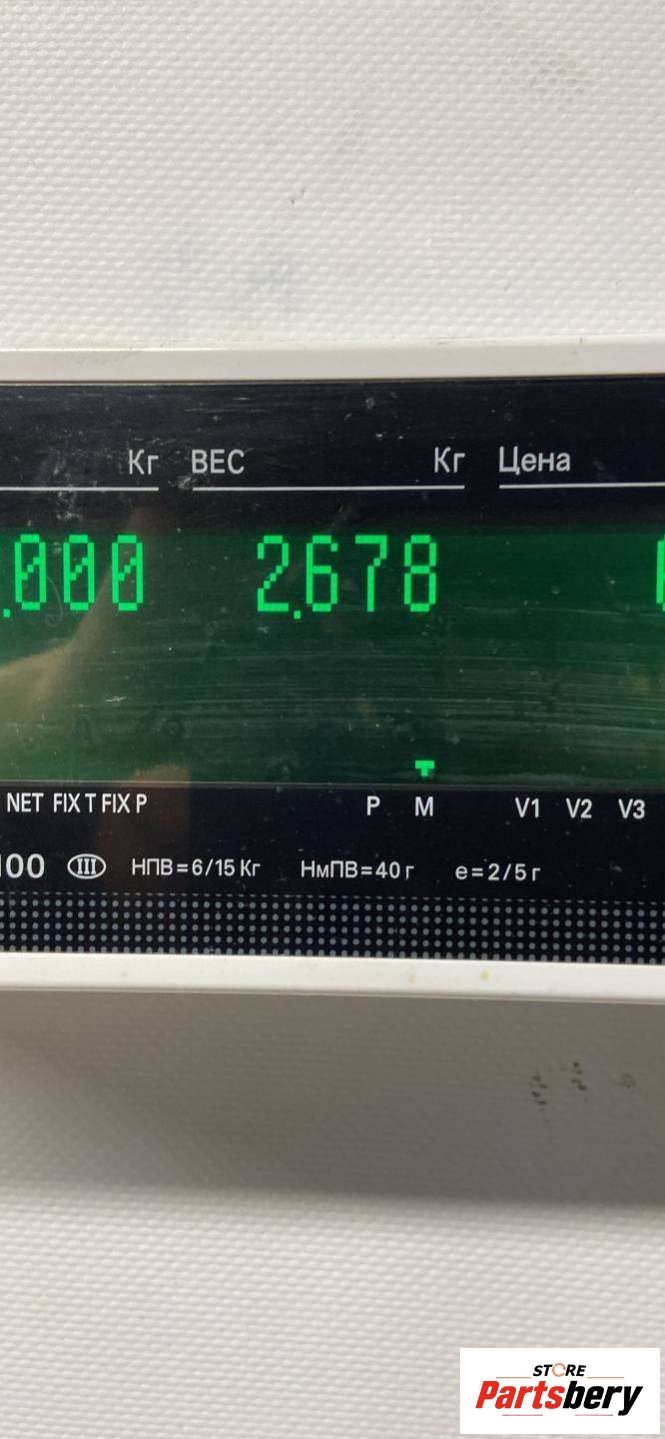 Кг ВЕС Кг Цена
.000 2.678
NET FIX T FIX P P M V1 V2 V3
100 III НПВ=6/15 Кг НмПВ=40 г e=2/5 г
STORE
Partsbery